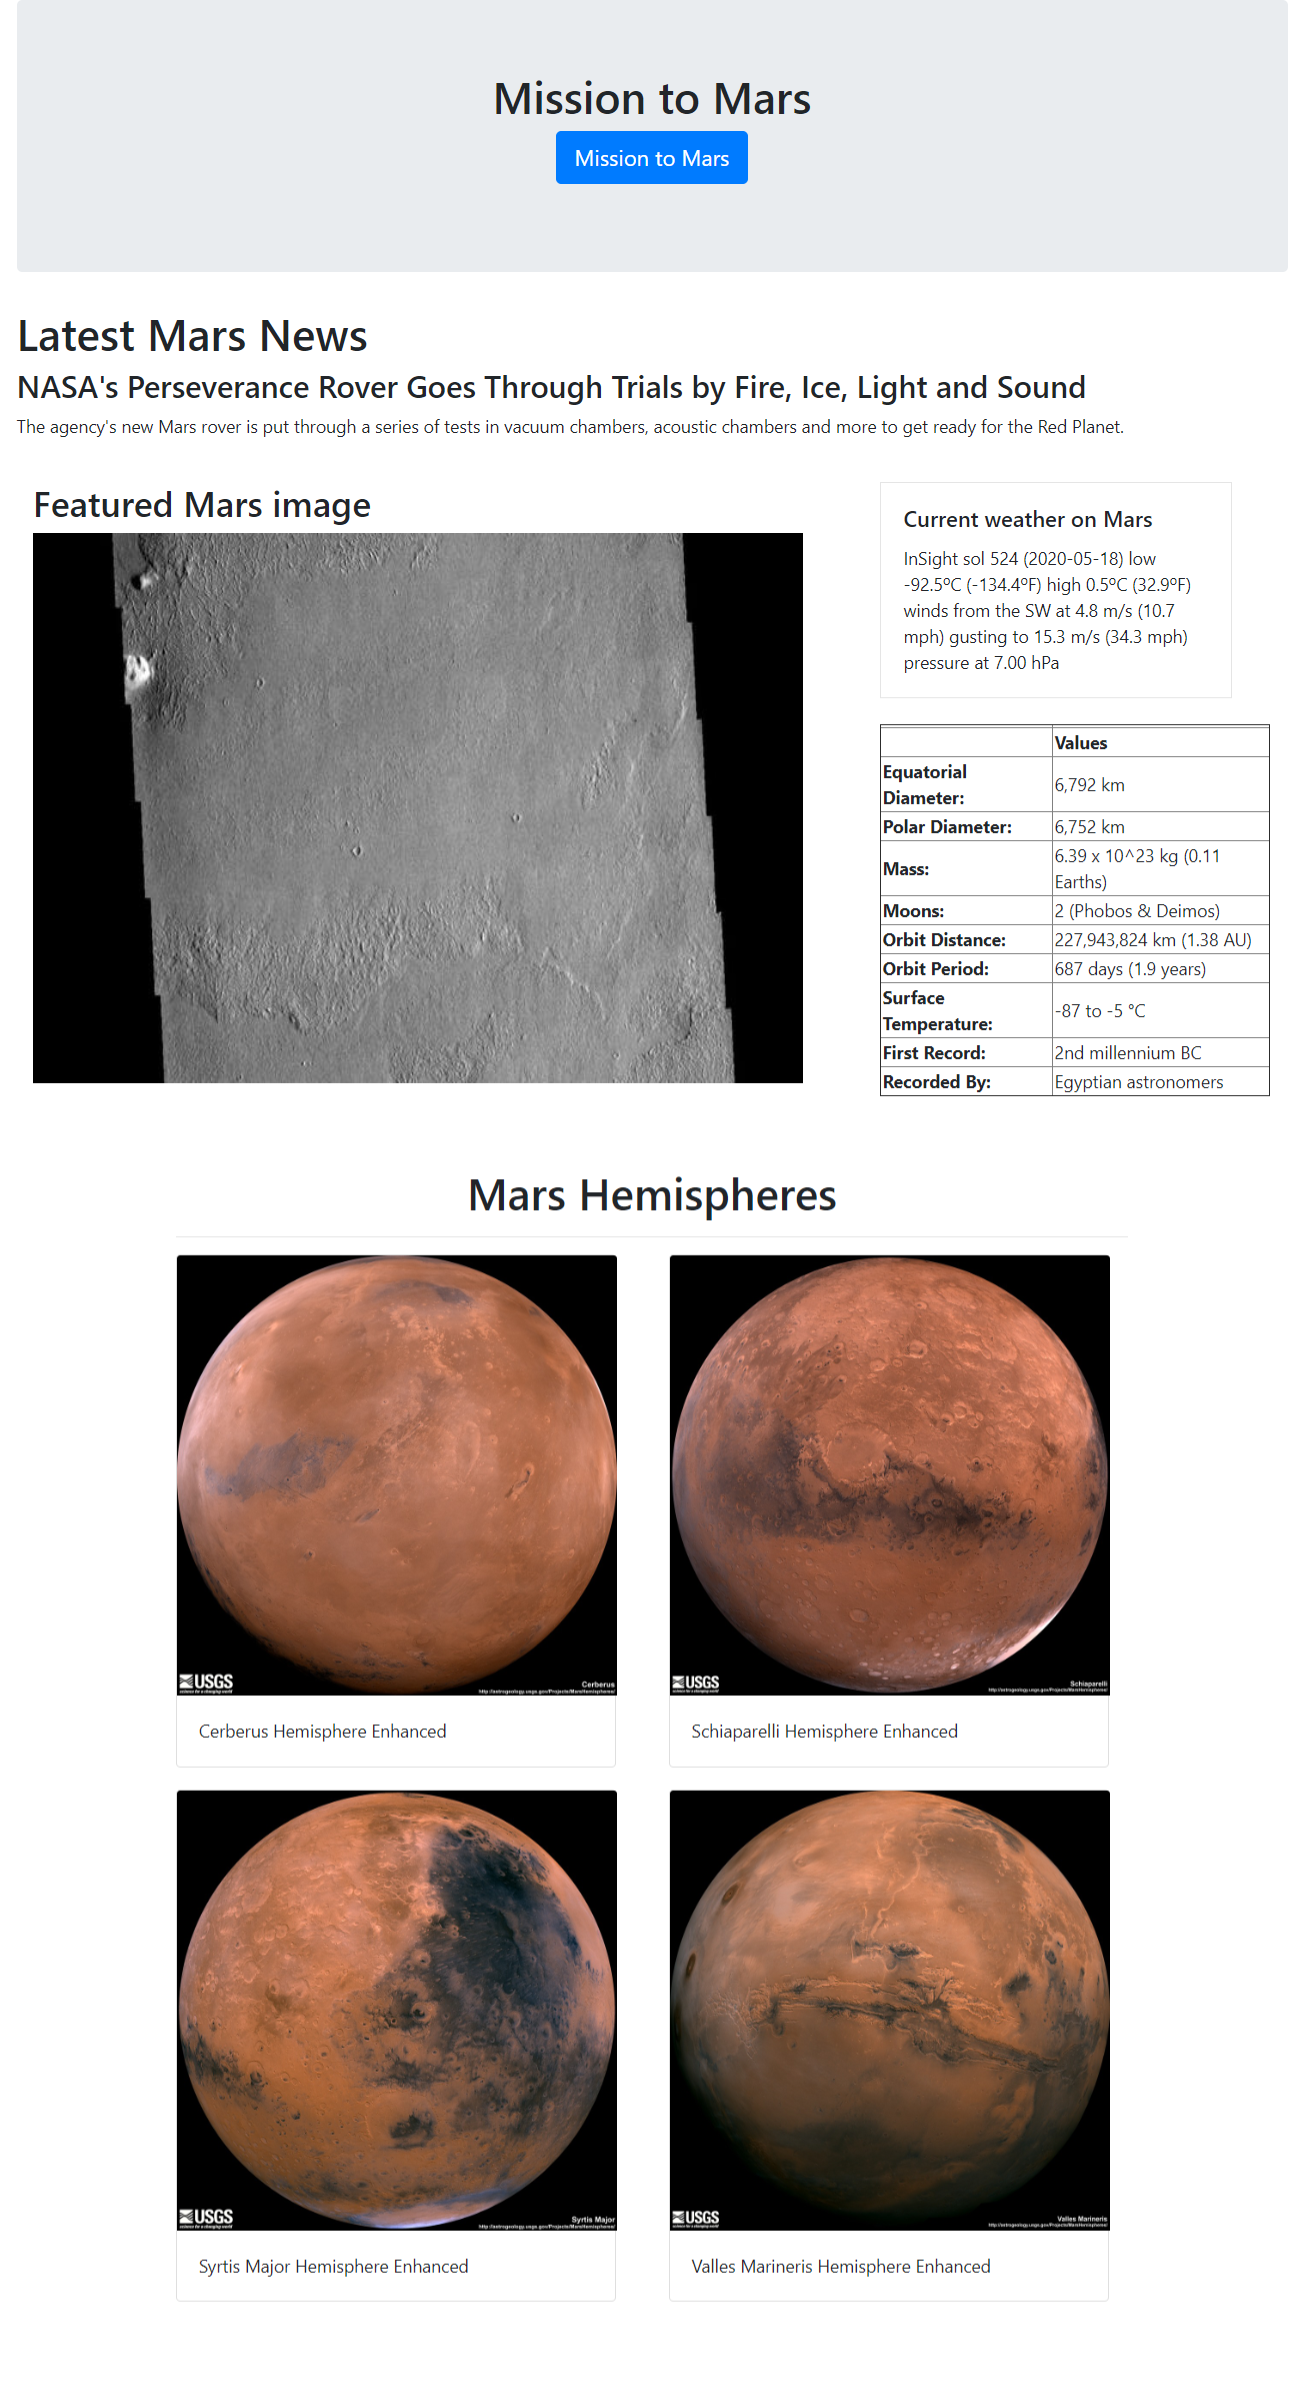 Mission to Mars
Mission to Mars
Latest Mars News
NASA's Perseverance Rover Goes Through Trials by Fire, Ice, Light and Sound
The agency's new Mars rover is put through a series of tests in vacuum chambers, acoustic chambers and more to get ready for the Red Planet.
Featured Mars image
Current weather on Mars
InSight sol 524 (2020-05-18) low
-92.5ºC (-134.4ºF) high 0.5ºC (32.9ºF)
winds from the SW at 4.8 m/s (10.7
mph) gusting to 15.3 m/s (34.3 mph)
pressure at 7.00 hPa
Values
Equatorial
Diameter: 6,792 km
Polar Diameter: 6,752 km
Mass: 6.39 x 10^23 kg (0.11
Earths)
Moons: 2 (Phobos & Deimos)
Orbit Distance: 227,943,824 km (1.38 AU)
Orbit Period: 687 days (1.9 years)
Surface
Temperature: -87 to -5 °C
First Record: 2nd millennium BC
Recorded By: Egyptian astronomers
Mars Hemispheres
USGS
Cerberus
Cerberus Hemisphere Enhanced
USGS
Schiaparelli
Schiaparelli Hemisphere Enhanced
USGS
Syrtis Major
Syrtis Major Hemisphere Enhanced
USGS
Valles Marineris
Valles Marineris Hemisphere Enhanced